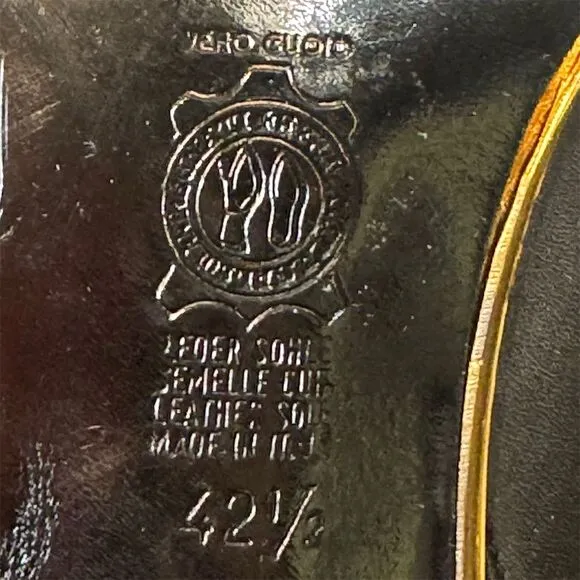 VERO CUOIO
LEDER SOHLE
SEMELLE CUIR
LEATHER SOLE
MADE IN ITALY
42½